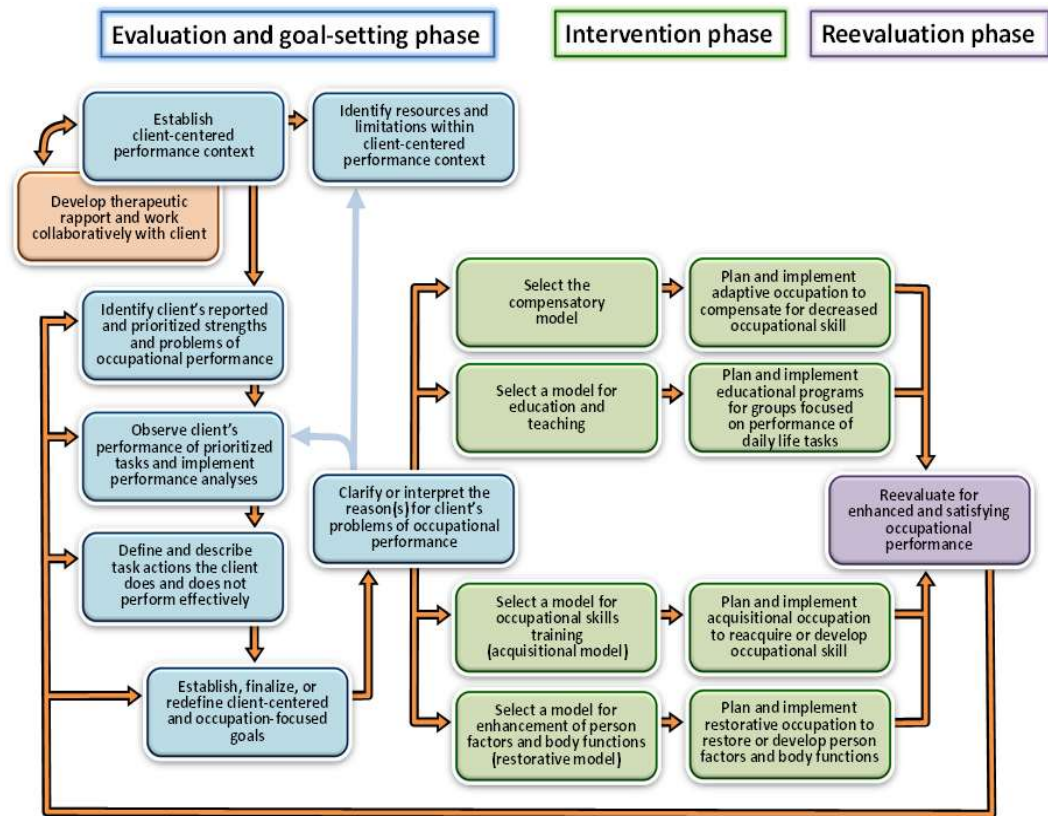 Evaluation and goal-setting phase
Intervention phase
Reevaluation phase
Establish
client-centered
performance context
Identify resources and
limitations within
client-centered
performance context
Develop therapeutic
rapport and work
collaboratively with client
Identify client's reported
and prioritized strengths
and problems of
occupational performance
Observe client's
performance of prioritized
tasks and implement
performance analyses
Define and describe
task actions the client
does and does not
perform effectively
Establish, finalize, or
redefine client-centered
and occupation-focused
goals
Clarify or interpret the
reason(s) for client's
problems of occupational
performance
Select the
compensatory
model
Plan and implement
adaptive occupation to
compensate for decreased
occupational skill
Select a model for
education and
teaching
Plan and implement
educational programs
for groups focused
on performance of
daily life tasks
Select a model for
occupational skills
training
(acquisitional model)
Plan and implement
acquisitional occupation
to reacquire or develop
occupational skill
Select a model for
enhancement of person
factors and body functions
(restorative model)
Plan and implement
restorative occupation to
restore or develop person
factors and body functions
Reevaluate for
enhanced and satisfying
occupational
performance